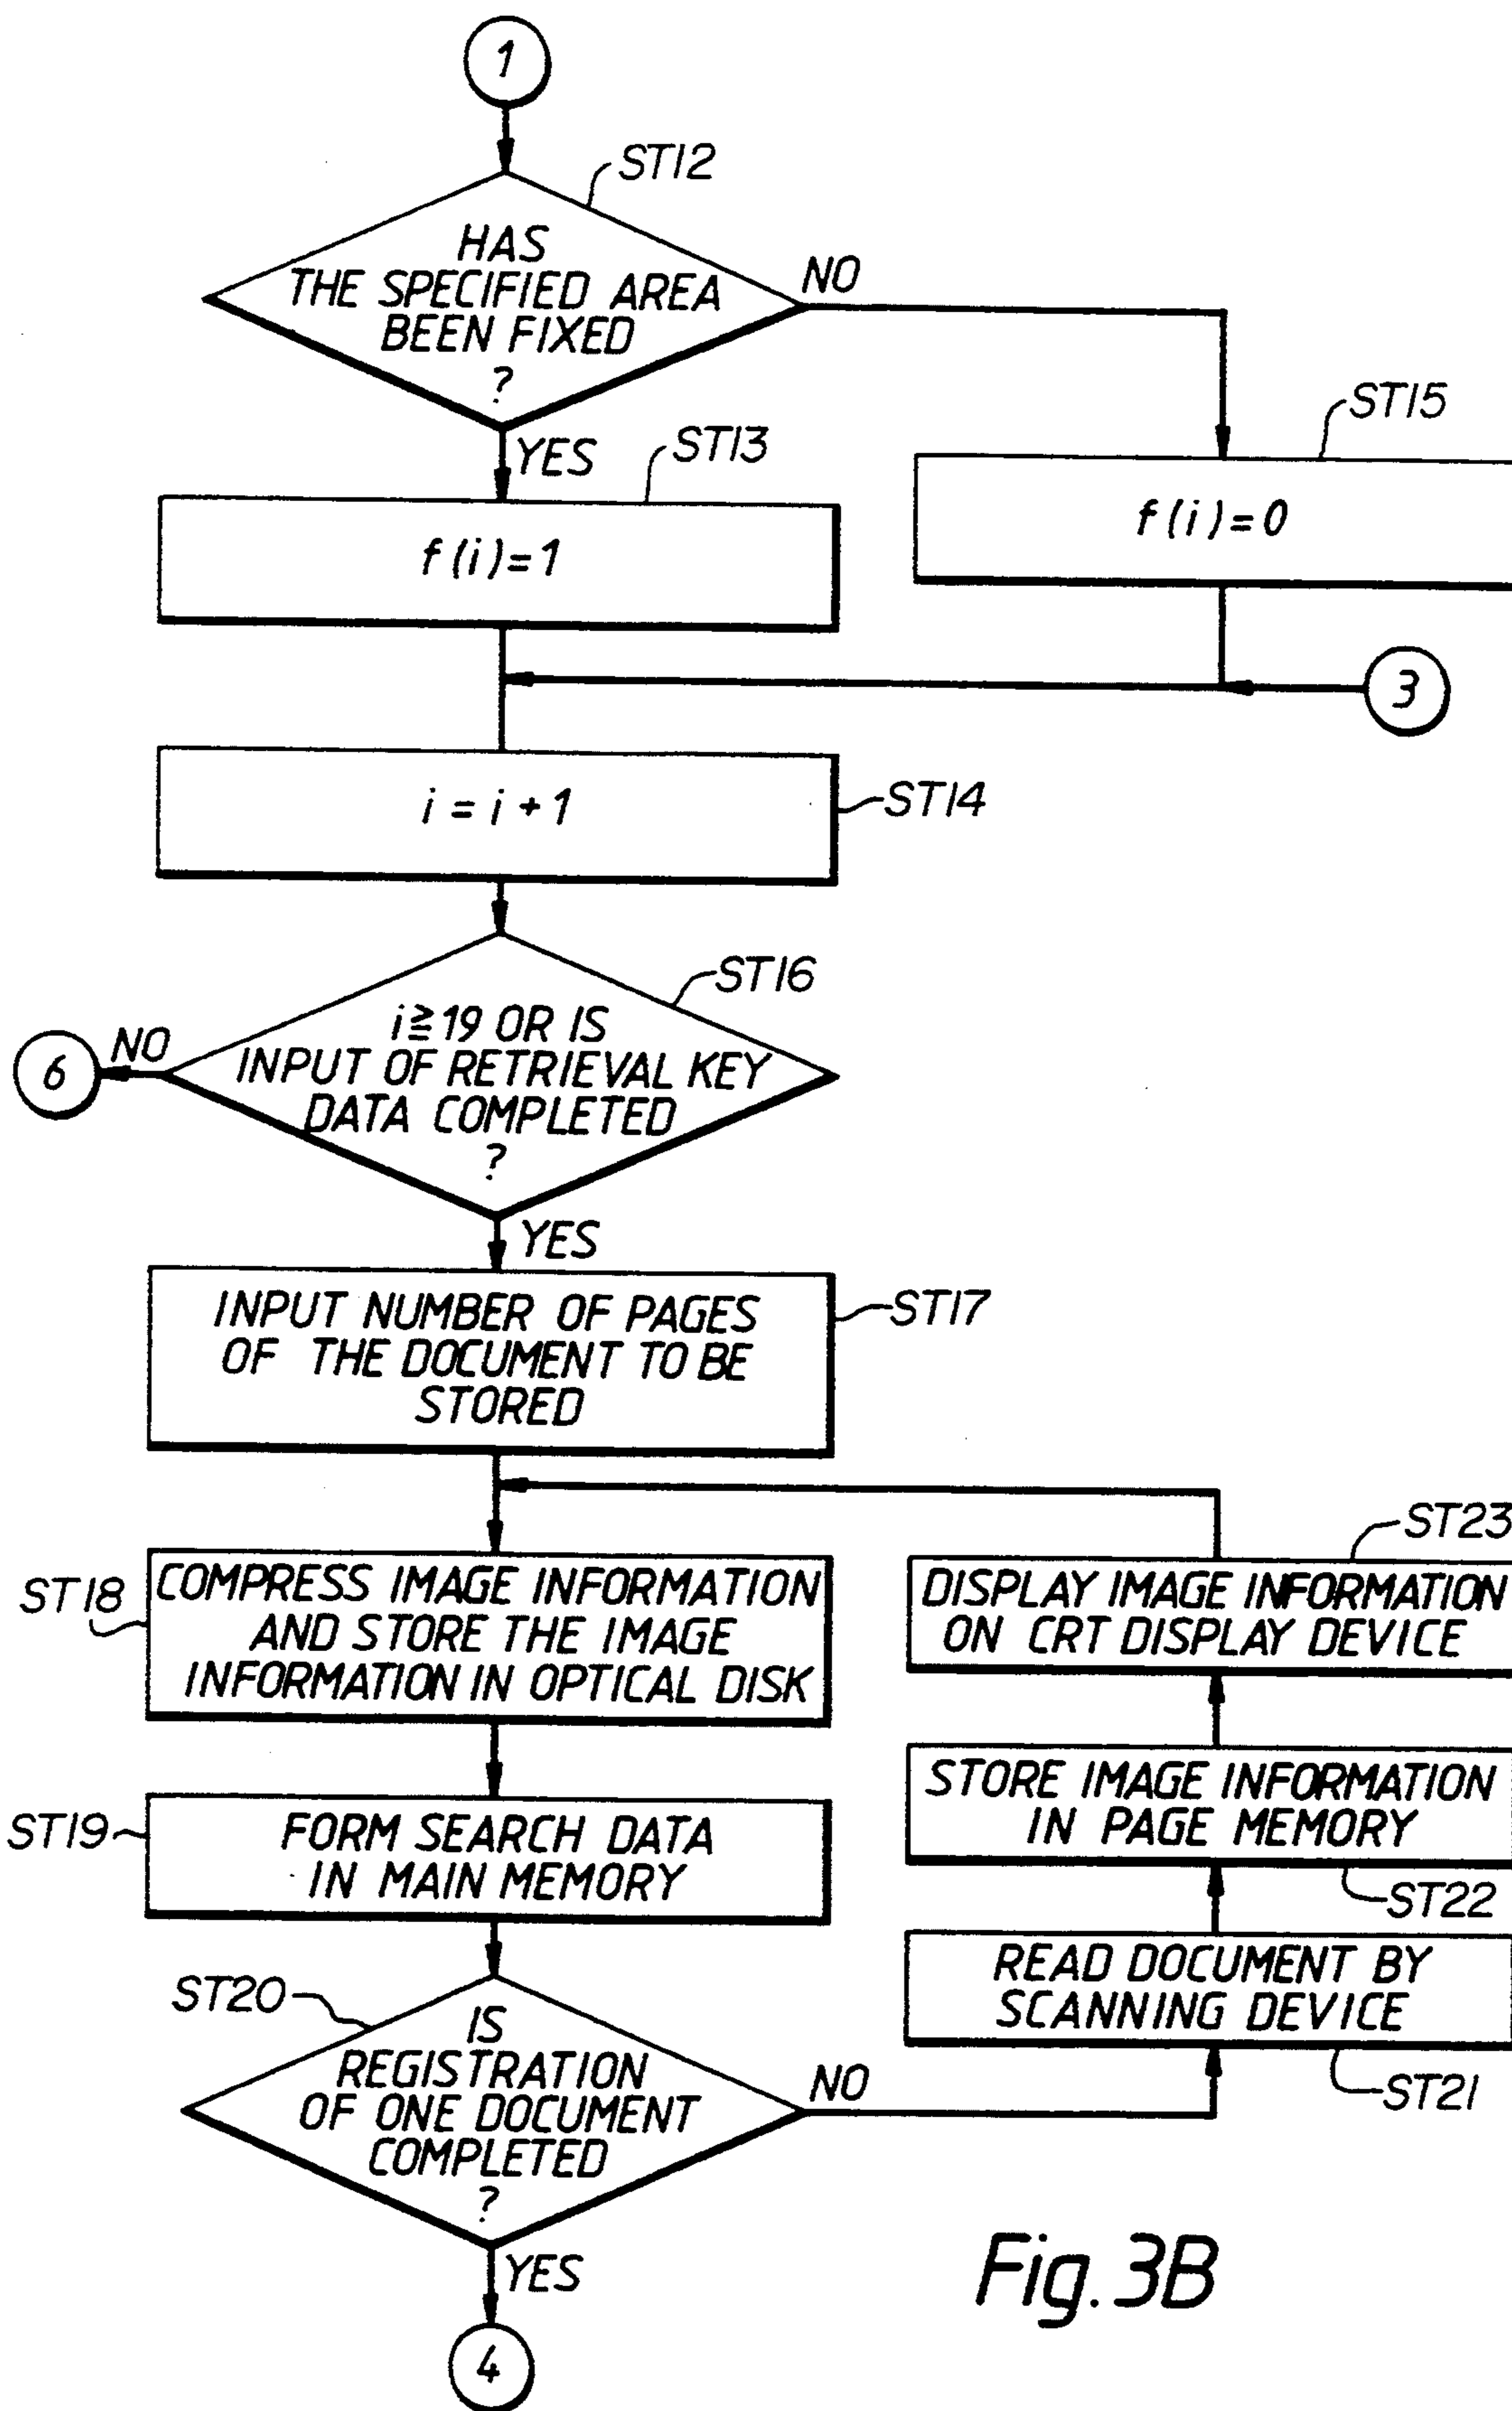 1
ST12
HAS
THE SPECIFIED AREA
BEEN FIXED
?
NO
YES
ST13
ST15
f(i)=1
f(i)=0
3
i = i + 1
ST14
ST16
i≧19 OR IS
INPUT OF RETRIEVAL KEY
DATA COMPLETED
?
NO
6
YES
INPUT NUMBER OF PAGES
OF THE DOCUMENT TO BE
STORED
ST17
ST18
COMPRESS IMAGE INFORMATION
AND STORE THE IMAGE
INFORMATION IN OPTICAL DISK
ST23
DISPLAY IMAGE INFORMATION
ON CRT DISPLAY DEVICE
ST19
FORM SEARCH DATA
IN MAIN MEMORY
STORE IMAGE INFORMATION
IN PAGE MEMORY
ST22
READ DOCUMENT BY
SCANNING DEVICE
ST21
ST20
IS
REGISTRATION
OF ONE DOCUMENT
COMPLETED
?
NO
YES
4
Fig. 3B